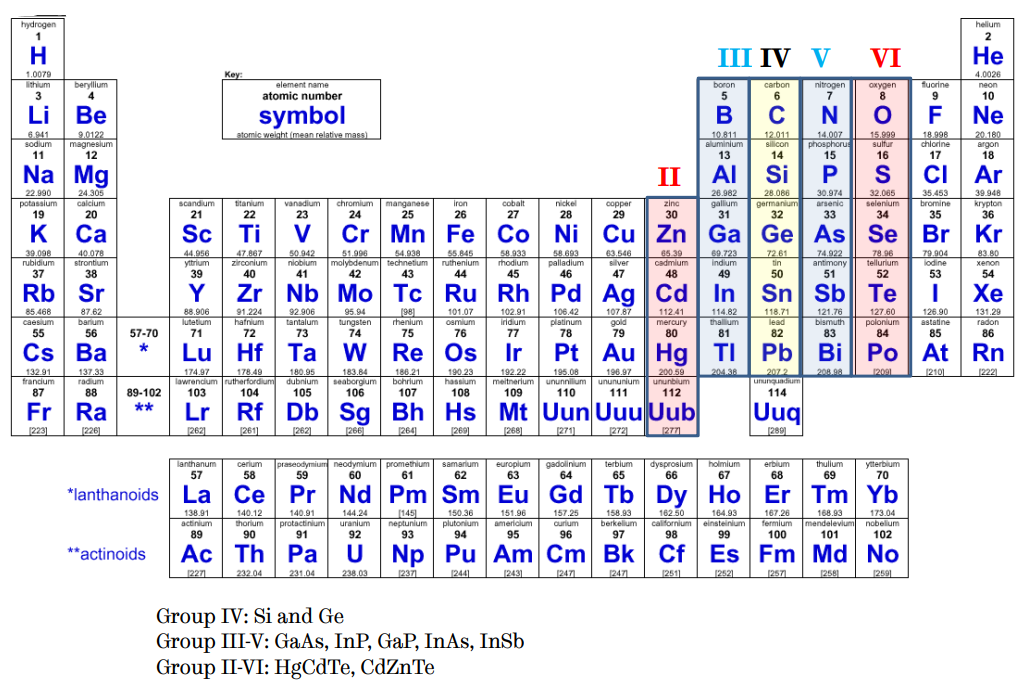 hydrogen helium
1 2
H III IV V VI He
1.0079 4.0026
lithium beryllium Key: boron carbon nitrogen oxygen fluorine neon
3 4 element name 5 6 7 8 9 10
Li Be atomic number B C N O F Ne
6.941 9.0122 symbol 10.811 12.011 14.007 15.999 18.998 20.180
atomic weight (mean relative mass)
sodium magnesium aluminium silicon phosphorus sulfur chlorine argon
11 12 13 14 15 16 17 18
Na Mg II Al Si P S Cl Ar
22.990 24.305 26.982 28.086 30.974 32.065 35.453 39.948
potassium calcium scandium titanium vanadium chromium manganese iron cobalt nickel copper zinc gallium germanium arsenic selenium bromine krypton
19 20 21 22 23 24 25 26 27 28 29 30 31 32 33 34 35 36
K Ca Sc Ti V Cr Mn Fe Co Ni Cu Zn Ga Ge As Se Br Kr
39.098 40.078 44.956 47.867 50.942 51.996 54.938 55.845 58.933 58.693 63.546 65.39 69.723 72.61 74.922 78.96 79.904 83.80
rubidium strontium yttrium zirconium niobium molybdenum technetium ruthenium rhodium palladium silver cadmium indium tin antimony tellurium iodine xenon
37 38 39 40 41 42 43 44 45 46 47 48 49 50 51 52 53 54
Rb Sr Y Zr Nb Mo Tc Ru Rh Pd Ag Cd In Sn Sb Te I Xe
85.468 87.62 88.906 91.224 92.906 95.94 [98] 101.07 102.91 106.42 107.87 112.41 114.82 118.71 121.76 127.60 126.90 131.29
caesium barium lutetium hafnium tantalum tungsten rhenium osmium iridium platinum gold mercury thallium lead bismuth polonium astatine radon
55 56 57-70 71 72 73 74 75 76 77 78 79 80 81 82 83 84 85 86
Cs Ba * Lu Hf Ta W Re Os Ir Pt Au Hg Tl Pb Bi Po At Rn
132.91 137.33 174.97 178.49 180.95 183.84 186.21 190.23 192.22 195.08 196.97 200.59 204.38 207.2 208.98 [209] [210] [222]
francium radium lawrencium rutherfordium dubnium seaborgium bohrium hassium meitnerium ununnilium unununium ununbium ununquadium
87 88 89-102 103 104 105 106 107 108 109 110 111 112 114
Fr Ra ** Lr Rf Db Sg Bh Hs Mt Uun Uuu Uub Uuq
[223] [226] [262] [261] [262] [266] [264] [269] [268] [271] [272] [277] [289]
lanthanum cerium praseodymium neodymium promethium samarium europium gadolinium terbium dysprosium holmium erbium thulium ytterbium
57 58 59 60 61 62 63 64 65 66 67 68 69 70
*lanthanoids La Ce Pr Nd Pm Sm Eu Gd Tb Dy Ho Er Tm Yb
138.91 140.12 140.91 144.24 [145] 150.36 151.96 157.25 158.93 162.50 164.93 167.26 168.93 173.04
actinium thorium protactinium uranium neptunium plutonium americium curium berkelium californium einsteinium fermium mendelevium nobelium
89 90 91 92 93 94 95 96 97 98 99 100 101 102
**actinoids Ac Th Pa U Np Pu Am Cm Bk Cf Es Fm Md No
[227] 232.04 231.04 238.03 [237] [244] [243] [247] [247] [251] [252] [257] [258] [259]
Group IV: Si and Ge
Group III-V: GaAs, InP, GaP, InAs, InSb
Group II-VI: HgCdTe, CdZnTe